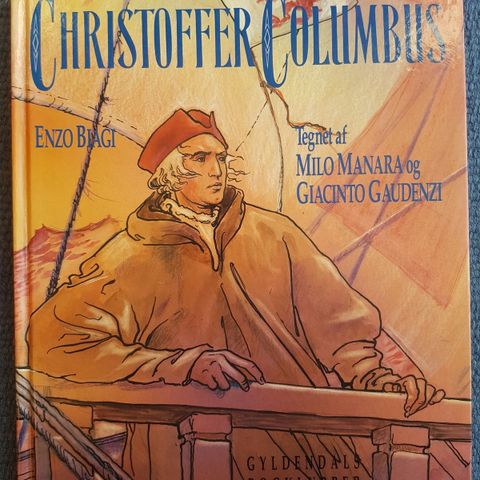 CHRISTOFFER COLUMBUS
ENZO BIAGI
Tegnet af
MILO MANARA og
GIACINTO GAUDENZI
GYLDENDALS